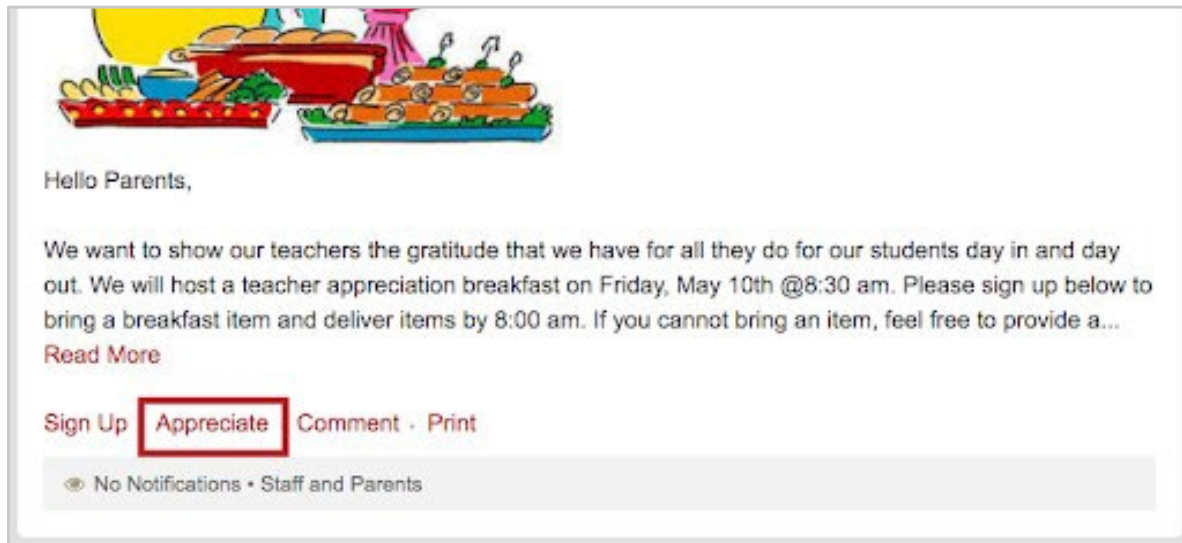 Hello Parents,
We want to show our teachers the gratitude that we have for all they do for our students day in and day
out. We will host a teacher appreciation breakfast on Friday, May 10th @8:30 am. Please sign up below to
bring a breakfast item and deliver items by 8:00 am. If you cannot bring an item, feel free to provide a...
Read More
Sign Up Appreciate Comment · Print
No Notifications • Staff and Parents